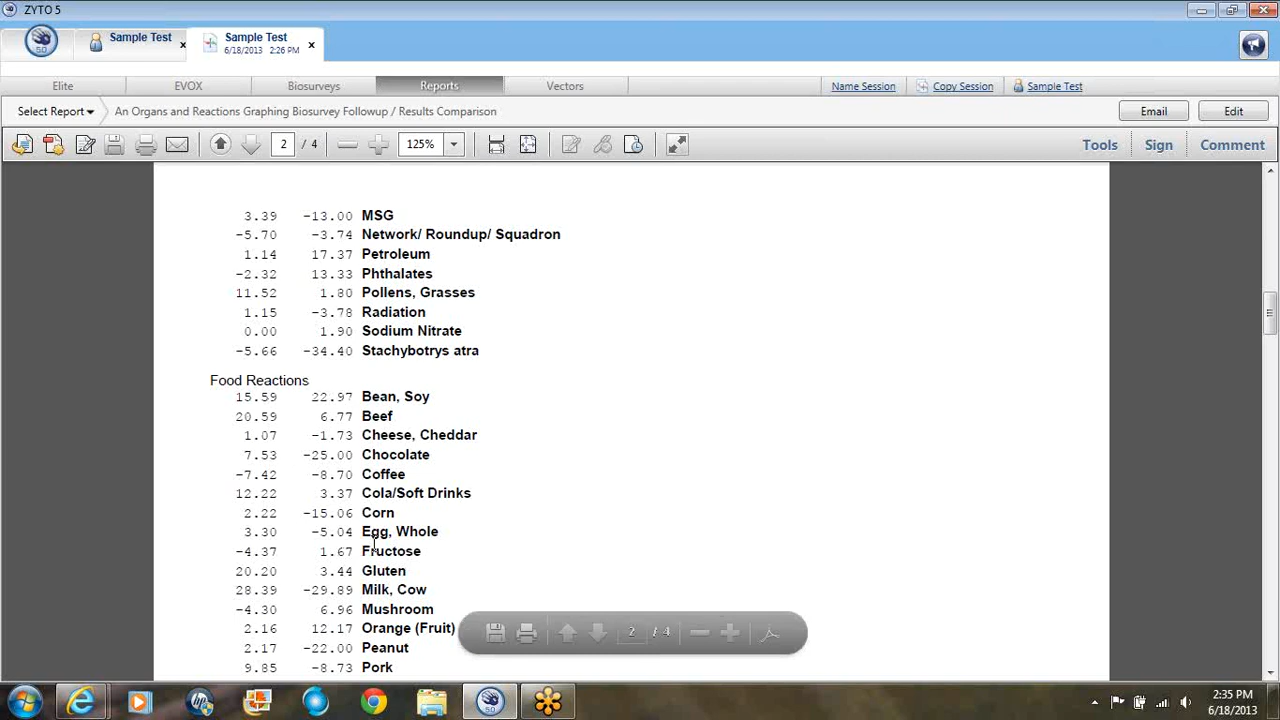 ZYTO 5
5.0
Sample Test x
Sample Test
6/18/2013 2:26 PM x
Elite EVOX Biosurveys Reports Vectors Name Session Copy Session Sample Test
Select Report An Organs and Reactions Graphing Biosurvey Followup / Results Comparison Email Edit
2 / 4 125% Tools Sign Comment
3.39 -13.00 MSG
-5.70 -3.74 Network/ Roundup/ Squadron
1.14 17.37 Petroleum
-2.32 13.33 Phthalates
11.52 1.80 Pollens, Grasses
1.15 -3.78 Radiation
0.00 1.90 Sodium Nitrate
-5.66 -34.40 Stachybotrys atra
Food Reactions
15.59 22.97 Bean, Soy
20.59 6.77 Beef
1.07 -1.73 Cheese, Cheddar
7.53 -25.00 Chocolate
-7.42 -8.70 Coffee
12.22 3.37 Cola/Soft Drinks
2.22 -15.06 Corn
3.30 -5.04 Egg, Whole
-4.37 1.67 Fructose
20.20 3.44 Gluten
28.39 -29.89 Milk, Cow
-4.30 6.96 Mushroom
2.16 12.17 Orange (Fruit)
2 / 4
2.17 -22.00 Peanut
9.85 -8.73 Pork
2:35 PM
6/18/2013